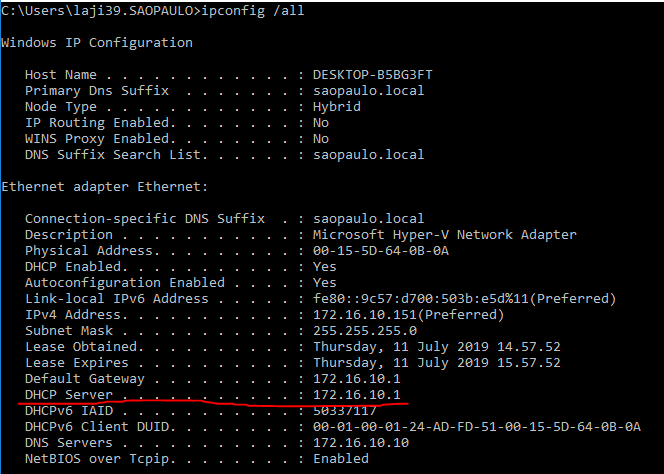 C:\Users\laji39.SAOPAULO>ipconfig /all
Windows IP Configuration
Host Name . . . . . . . . . . . . : DESKTOP-B5BG3FT
Primary Dns Suffix  . . . . . . . : saopaulo.local
Node Type . . . . . . . . . . . . : Hybrid
IP Routing Enabled. . . . . . . . : No
WINS Proxy Enabled. . . . . . . . : No
DNS Suffix Search List. . . . . . : saopaulo.local
Ethernet adapter Ethernet:
Connection-specific DNS Suffix  . : saopaulo.local
Description . . . . . . . . . . . : Microsoft Hyper-V Network Adapter
Physical Address. . . . . . . . . : 00-15-5D-64-0B-0A
DHCP Enabled. . . . . . . . . . . : Yes
Autoconfiguration Enabled . . . . : Yes
Link-local IPv6 Address . . . . . : fe80::9c57:d700:503b:e5d%11(Preferred)
IPv4 Address. . . . . . . . . . . : 172.16.10.151(Preferred)
Subnet Mask . . . . . . . . . . . : 255.255.255.0
Lease Obtained. . . . . . . . . . : Thursday, 11 July 2019 14.57.52
Lease Expires . . . . . . . . . . : Thursday, 11 July 2019 15.57.52
Default Gateway . . . . . . . . . : 172.16.10.1
DHCP Server . . . . . . . . . . . : 172.16.10.1
DHCPv6 IAID . . . . . . . . . . . : 50337117
DHCPv6 Client DUID. . . . . . . . : 00-01-00-01-24-AD-FD-51-00-15-5D-64-0B-0A
DNS Servers . . . . . . . . . . . : 172.16.10.10
NetBIOS over Tcpip. . . . . . . . : Enabled